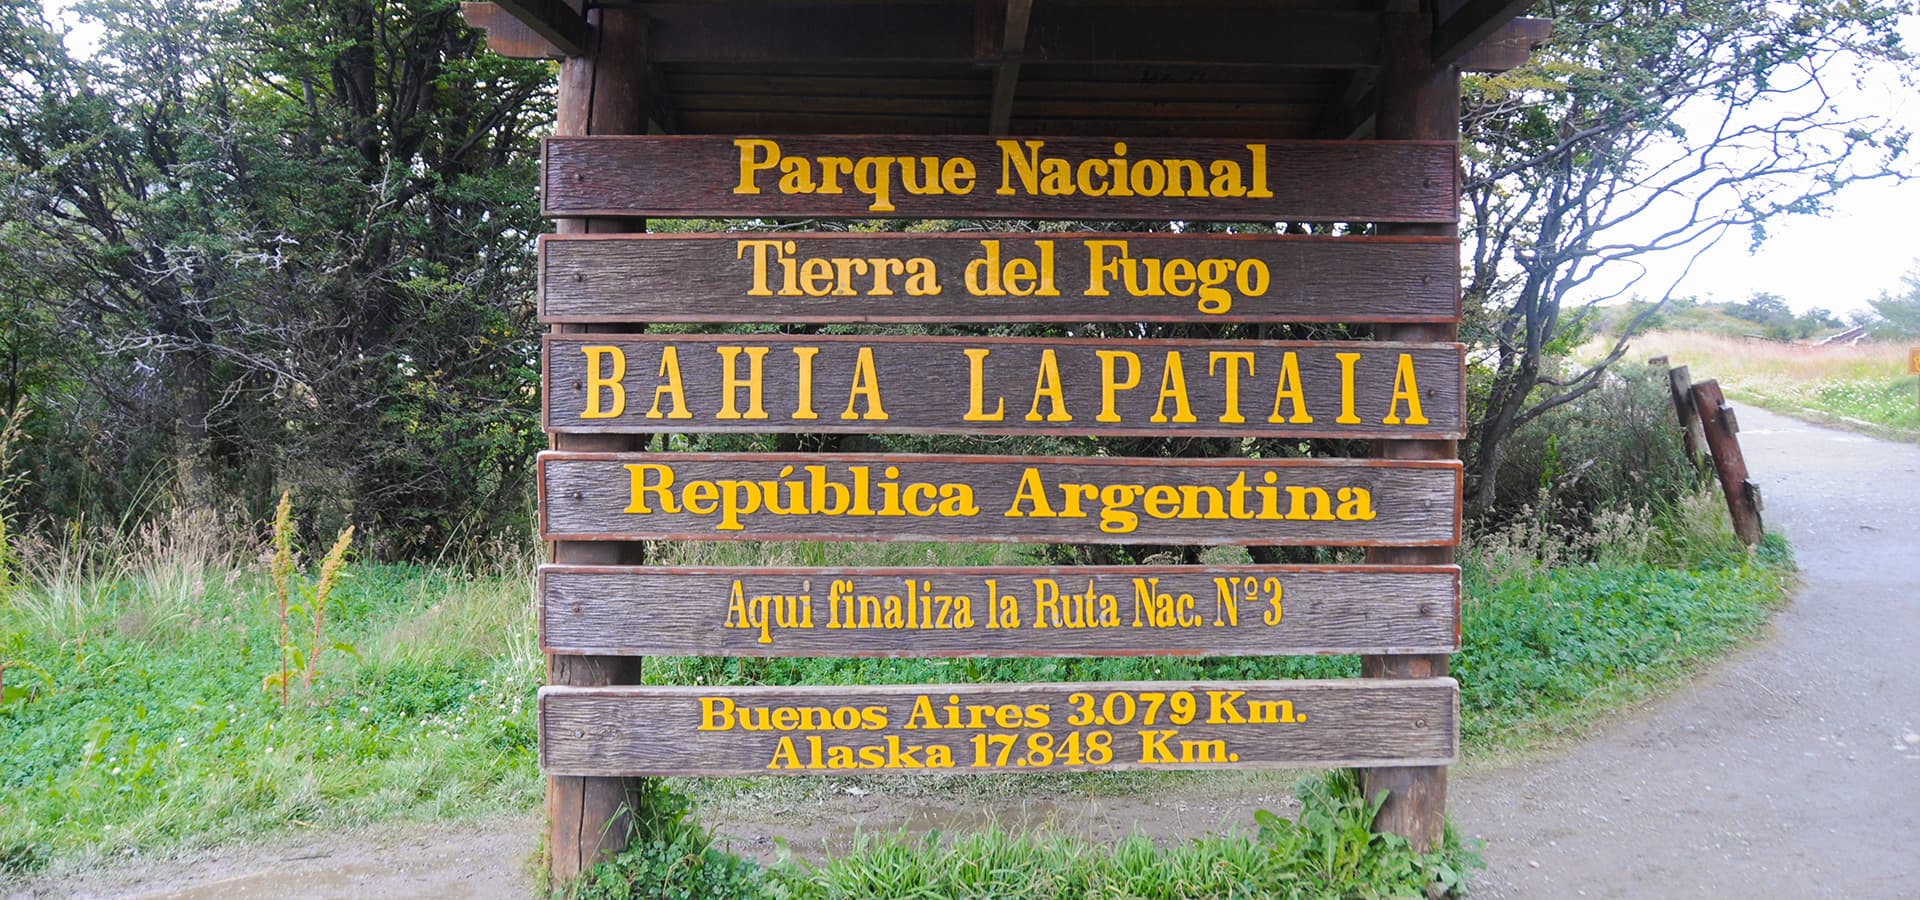 Parque Nacional
Tierra del Fuego
BAHIA LAPATAIA
República Argentina
Aqui finaliza la Ruta Nac. Nº 3
Buenos Aires 3.079 Km.
Alaska 17.848 Km.